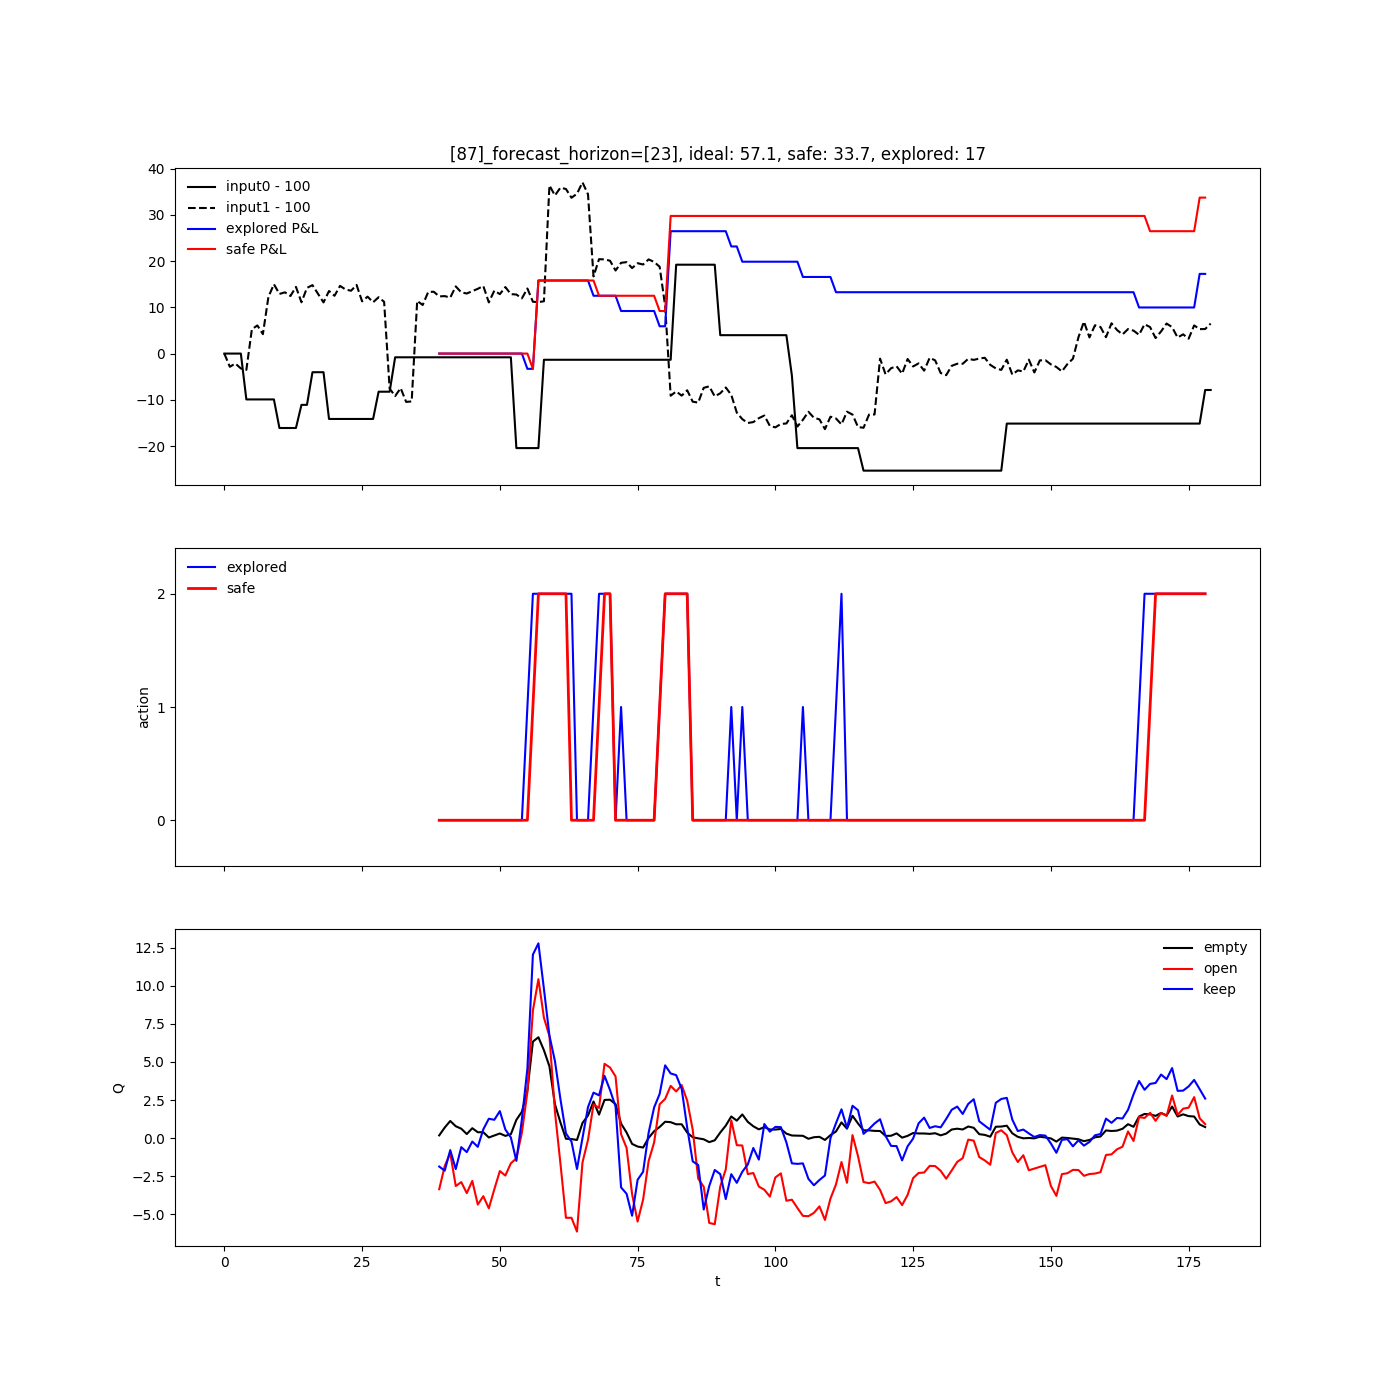 [87]_forecast_horizon=[23], ideal: 57.1, safe: 33.7, explored: 17
40
30
20
10
0
−10
−20
input0 - 100
input1 - 100
explored P&L
safe P&L
action
2
1
0
explored
safe
Q
12.5
10.0
7.5
5.0
2.5
0.0
−2.5
−5.0
empty
open
keep
0 25 50 75 100 125 150 175
t